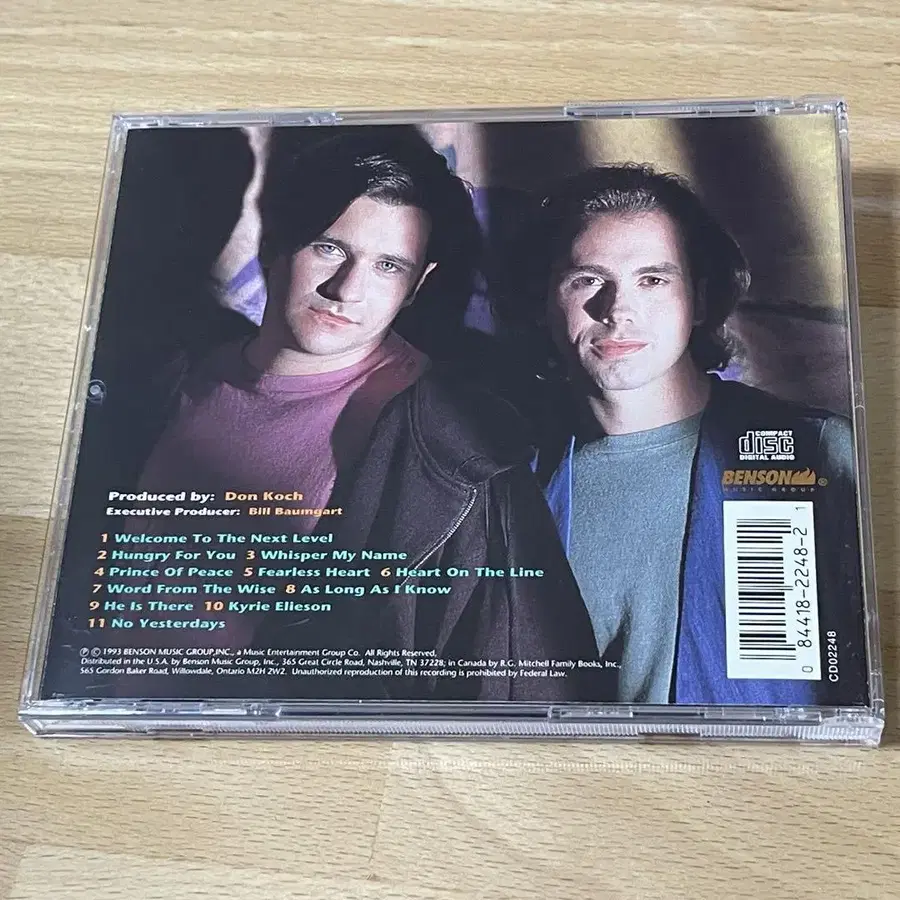 COMPACT
disc
DIGITAL AUDIO
BENSON®
MUSIC GROUP
Produced by: Don Koch
Executive Producer: Bill Baumgart
1 Welcome To The Next Level
2 Hungry For You 3 Whisper My Name
4 Prince Of Peace 5 Fearless Heart 6 Heart On The Line
7 Word From The Wise 8 As Long As I Know
9 He Is There 10 Kyrie Elieson
11 No Yesterdays
℗ © 1993 BENSON MUSIC GROUP, INC., a Music Entertainment Group Co. All Rights Reserved,
Distributed in the U.S.A. by Benson Music Group, Inc., 365 Great Circle Road, Nashville, TN 37228; in Canada by R.G. Mitchell Family Books, Inc.,
565 Gordon Baker Road, Willowdale, Ontario M2H 2W2. Unauthorized reproduction of this recording is prohibited by Federal Law.
0 84418-2248-2 1
CD02248